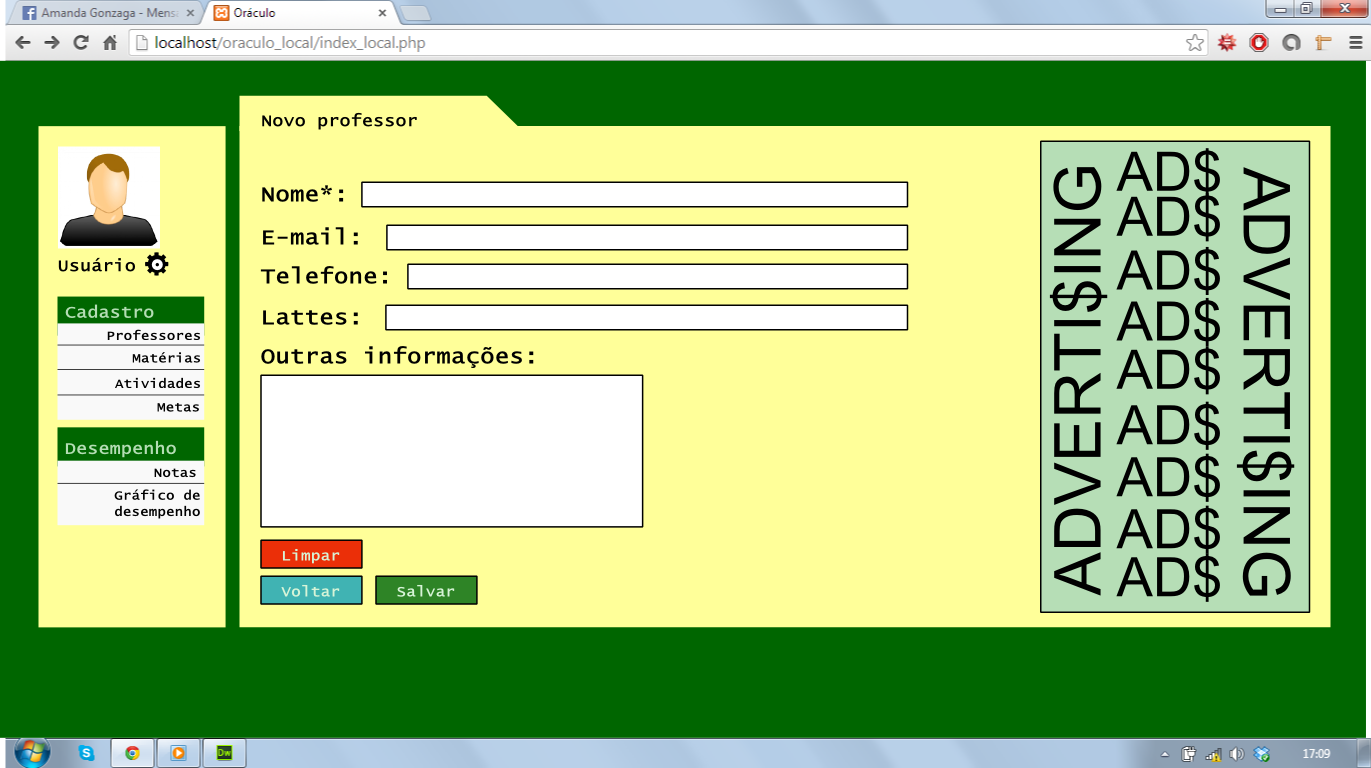 Amanda Gonzaga - Mensa
Oráculo
localhost/oraculo_local/index_local.php
Novo professor
Usuário
Cadastro
Professores
Matérias
Atividades
Metas
Desempenho
Notas
Gráfico de
desempenho
Nome*:
E-mail:
Telefone:
Lattes:
Outras informações:
Limpar
Voltar
Salvar
ADVERTI$ING
AD$
AD$
AD$
AD$
AD$
AD$
AD$
AD$
AD$
ADVERTI$ING
Dw
17:09